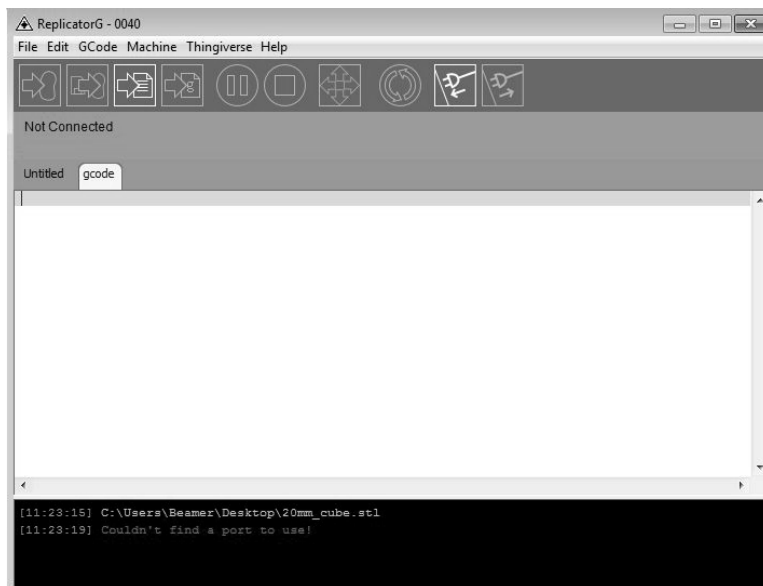 ReplicatorG - 0040
File Edit GCode Machine Thingiverse Help
Not Connected
Untitled gcode
[11:23:15] C:\Users\Beamer\Desktop\20mm_cube.stl
[11:23:19] Couldn't find a port to use!